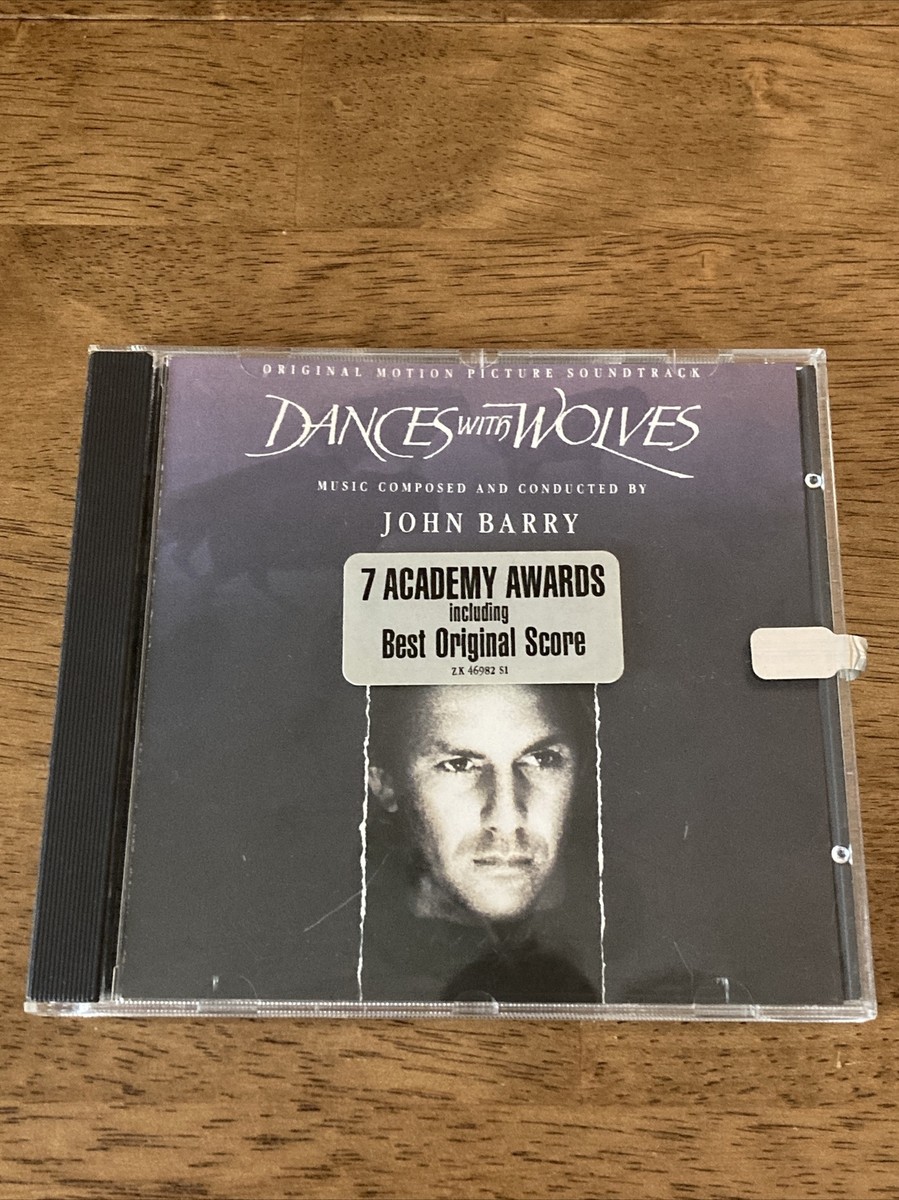 ORIGINAL MOTION PICTURE SOUNDTRACK
DANCES WITH WOLVES
MUSIC COMPOSED AND CONDUCTED BY
JOHN BARRY
7 ACADEMY AWARDS
including
Best Original Score
ZK 46982 S1